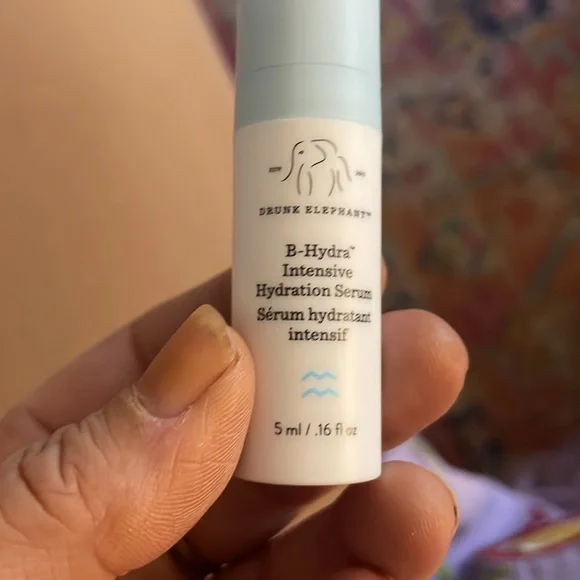 DRUNK ELEPHANT™
B-Hydra™
Intensive
Hydration Serum
Sérum hydratant
intensif
5 ml / .16 fl oz